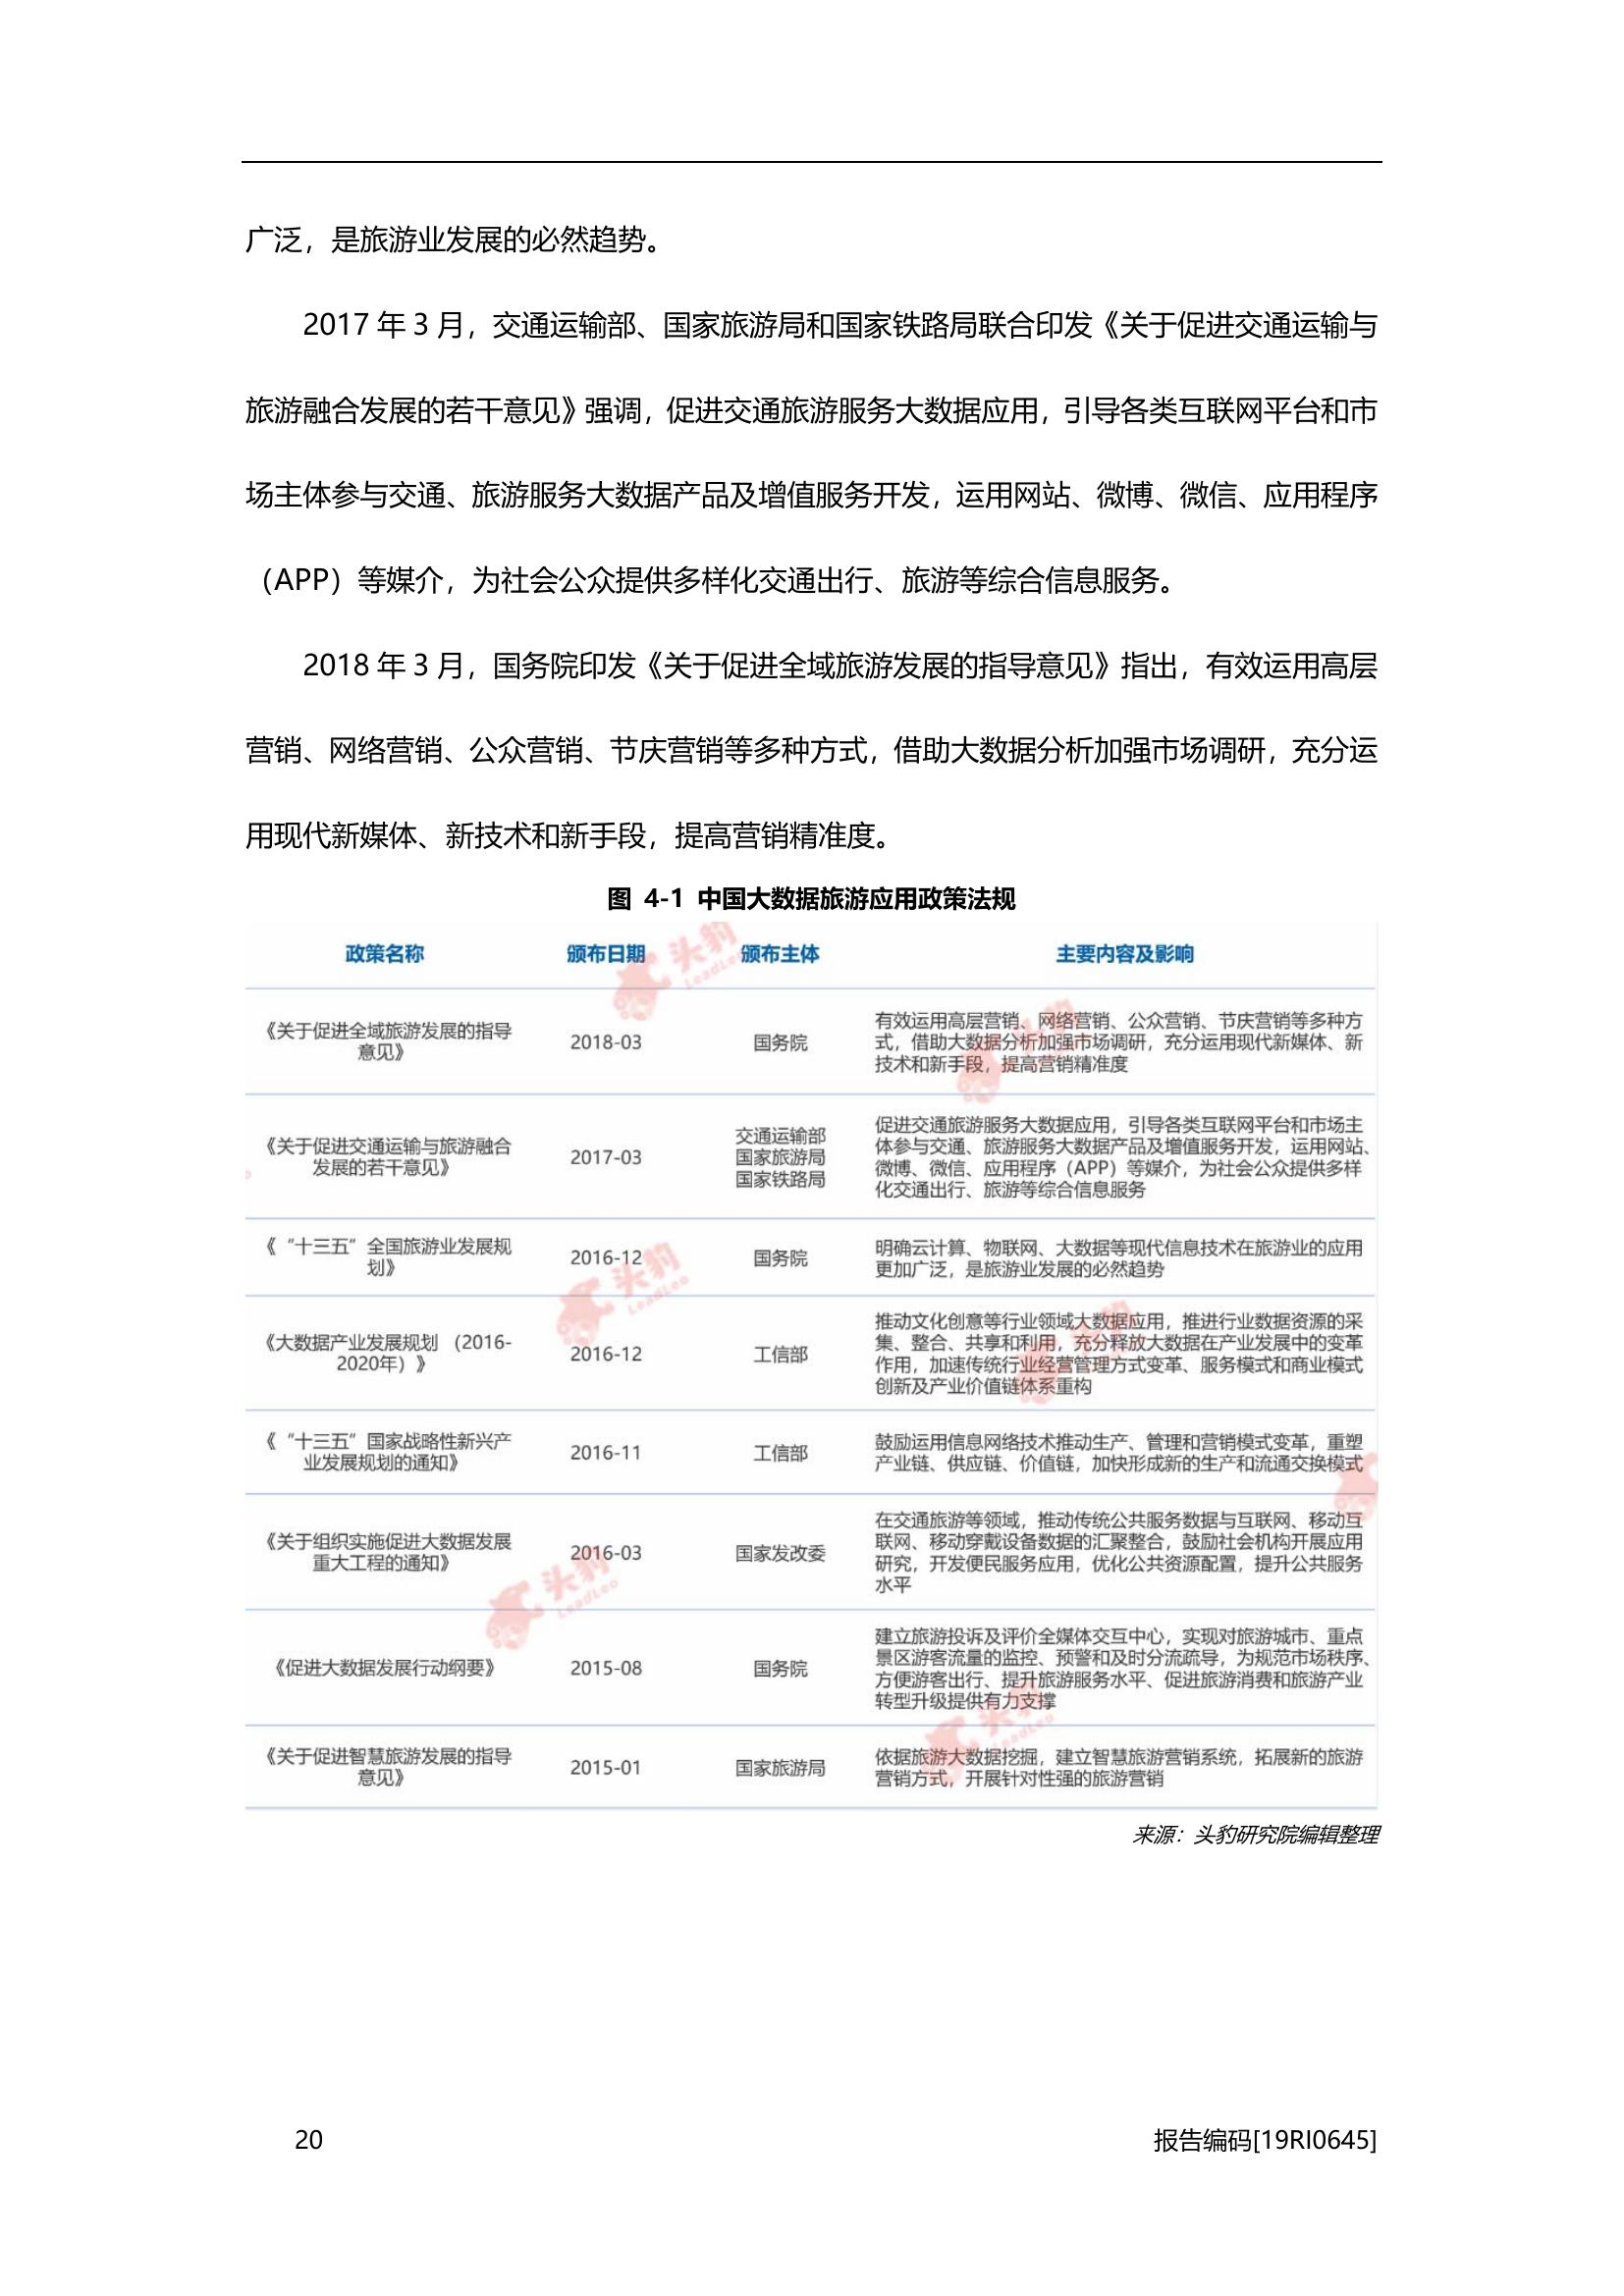 广泛，是旅游业发展的必然趋势。
2017 年 3 月，交通运输部、国家旅游局和国家铁路局联合印发《关于促进交通运输与
旅游融合发展的若干意见》强调，促进交通旅游服务大数据应用，引导各类互联网平台和市
场主体参与交通、旅游服务大数据产品及增值服务开发，运用网站、微博、微信、应用程序
（APP）等媒介，为社会公众提供多样化交通出行、旅游等综合信息服务。
2018 年 3 月，国务院印发《关于促进全域旅游发展的指导意见》指出，有效运用高层
营销、网络营销、公众营销、节庆营销等多种方式，借助大数据分析加强市场调研，充分运
用现代新媒体、新技术和新手段，提高营销精准度。
图 4-1 中国大数据旅游应用政策法规
政策名称 颁布日期 颁布主体 主要内容及影响
《关于促进全域旅游发展的指导
意见》
2018-03
国务院
有效运用高层营销、网络营销、公众营销、节庆营销等多种方
式，借助大数据分析加强市场调研，充分运用现代新媒体、新
技术和新手段，提高营销精准度
《关于促进交通运输与旅游融合
发展的若干意见》
2017-03
交通运输部
国家旅游局
国家铁路局
促进交通旅游服务大数据应用，引导各类互联网平台和市场主
体参与交通、旅游服务大数据产品及增值服务开发，运用网站、
微博、微信、应用程序（APP）等媒介，为社会公众提供多样
化交通出行、旅游等综合信息服务
《“十三五”全国旅游业发展规
划》
2016-12
国务院
明确云计算、物联网、大数据等现代信息技术在旅游业的应用
更加广泛，是旅游业发展的必然趋势
《大数据产业发展规划 （2016-
2020年）》
2016-12
工信部
推动文化创意等行业领域大数据应用，推进行业数据资源的采
集、整合、共享和利用，充分释放大数据在产业发展中的变革
作用，加速传统行业经营管理方式变革、服务模式和商业模式
创新及产业价值链体系重构
《“十三五”国家战略性新兴产
业发展规划的通知》
2016-11
工信部
鼓励运用信息网络技术推动生产、管理和营销模式变革，重塑
产业链、供应链、价值链，加快形成新的生产和流通交换模式
《关于组织实施促进大数据发展
重大工程的通知》
2016-03
国家发改委
在交通旅游等领域，推动传统公共服务数据与互联网、移动互
联网、移动穿戴设备数据的汇聚整合，鼓励社会机构开展应用
研究，开发便民服务应用，优化公共资源配置，提升公共服务
水平
《促进大数据发展行动纲要》
2015-08
国务院
建立旅游投诉及评价全媒体交互中心，实现对旅游城市、重点
景区游客流量的监控、预警和及时分流疏导，为规范市场秩序、
方便游客出行、提升旅游服务水平、促进旅游消费和旅游产业
转型升级提供有力支撑
《关于促进智慧旅游发展的指导
意见》
2015-01
国家旅游局
依据旅游大数据挖掘，建立智慧旅游营销系统，拓展新的旅游
营销方式，开展针对性强的旅游营销
来源：头豹研究院编辑整理
20
报告编码[19RI0645]